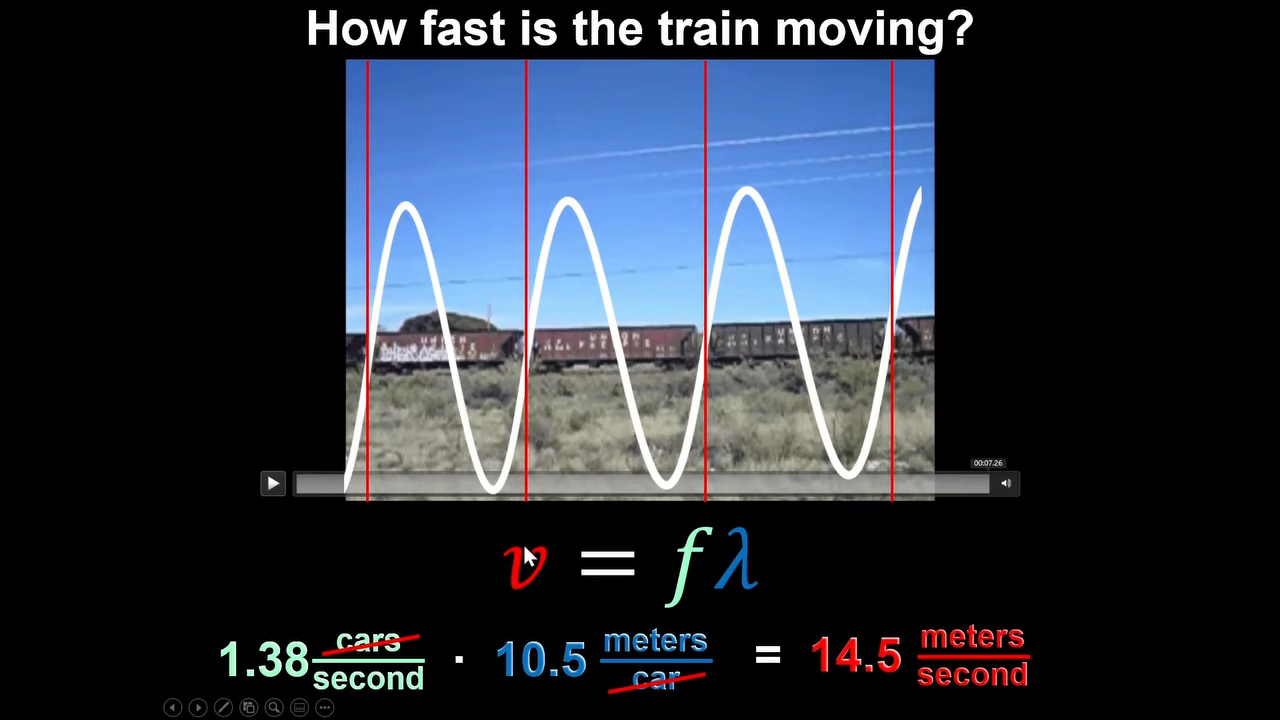 How fast is the train moving?
00:07.26
v = fλ
1.38 cars/second · 10.5 meters/car = 14.5 meters/second